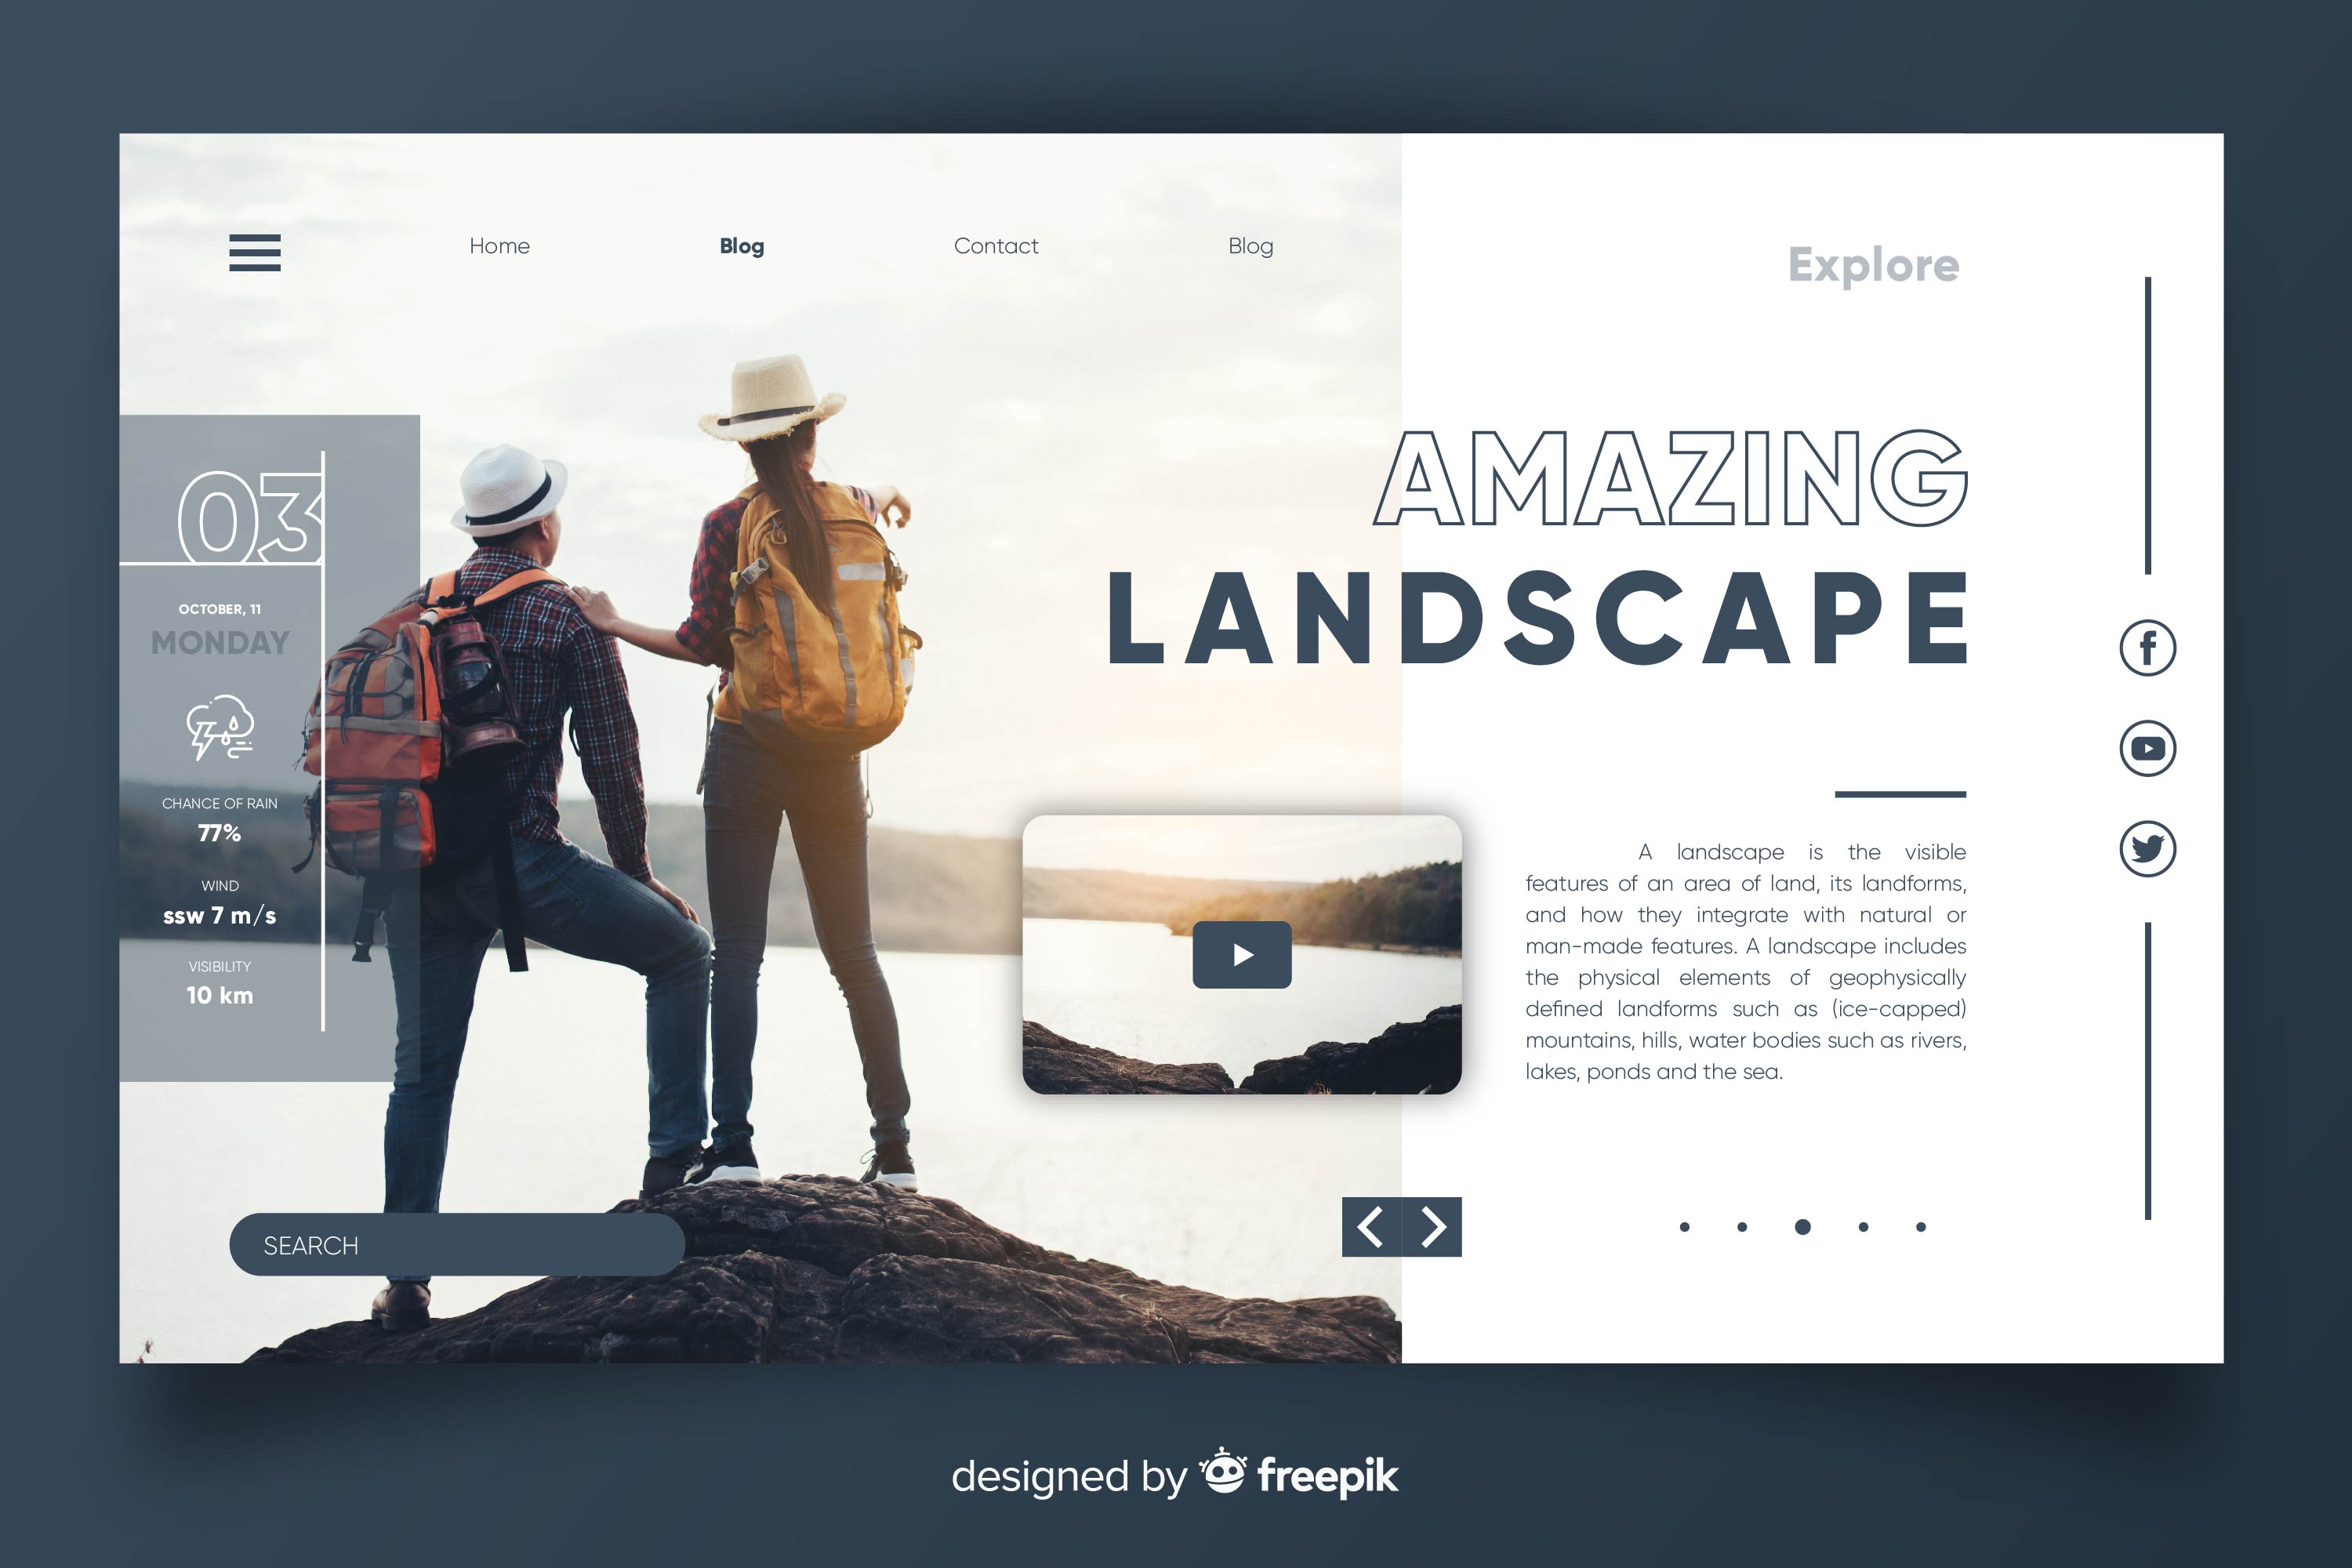 Home
Blog
Contact
Blog
Explore
AMAZING
LANDSCAPE
03
OCTOBER, 11
MONDAY
CHANCE OF RAIN
77%
WIND
ssw 7 m/s
VISIBILITY
10 km
A landscape is the visible
features of an area of land, its landforms,
and how they integrate with natural or
man-made features. A landscape includes
the physical elements of geophysically
defined landforms such as (ice-capped)
mountains, hills, water bodies such as rivers,
lakes, ponds and the sea.
SEARCH
designed by freepik